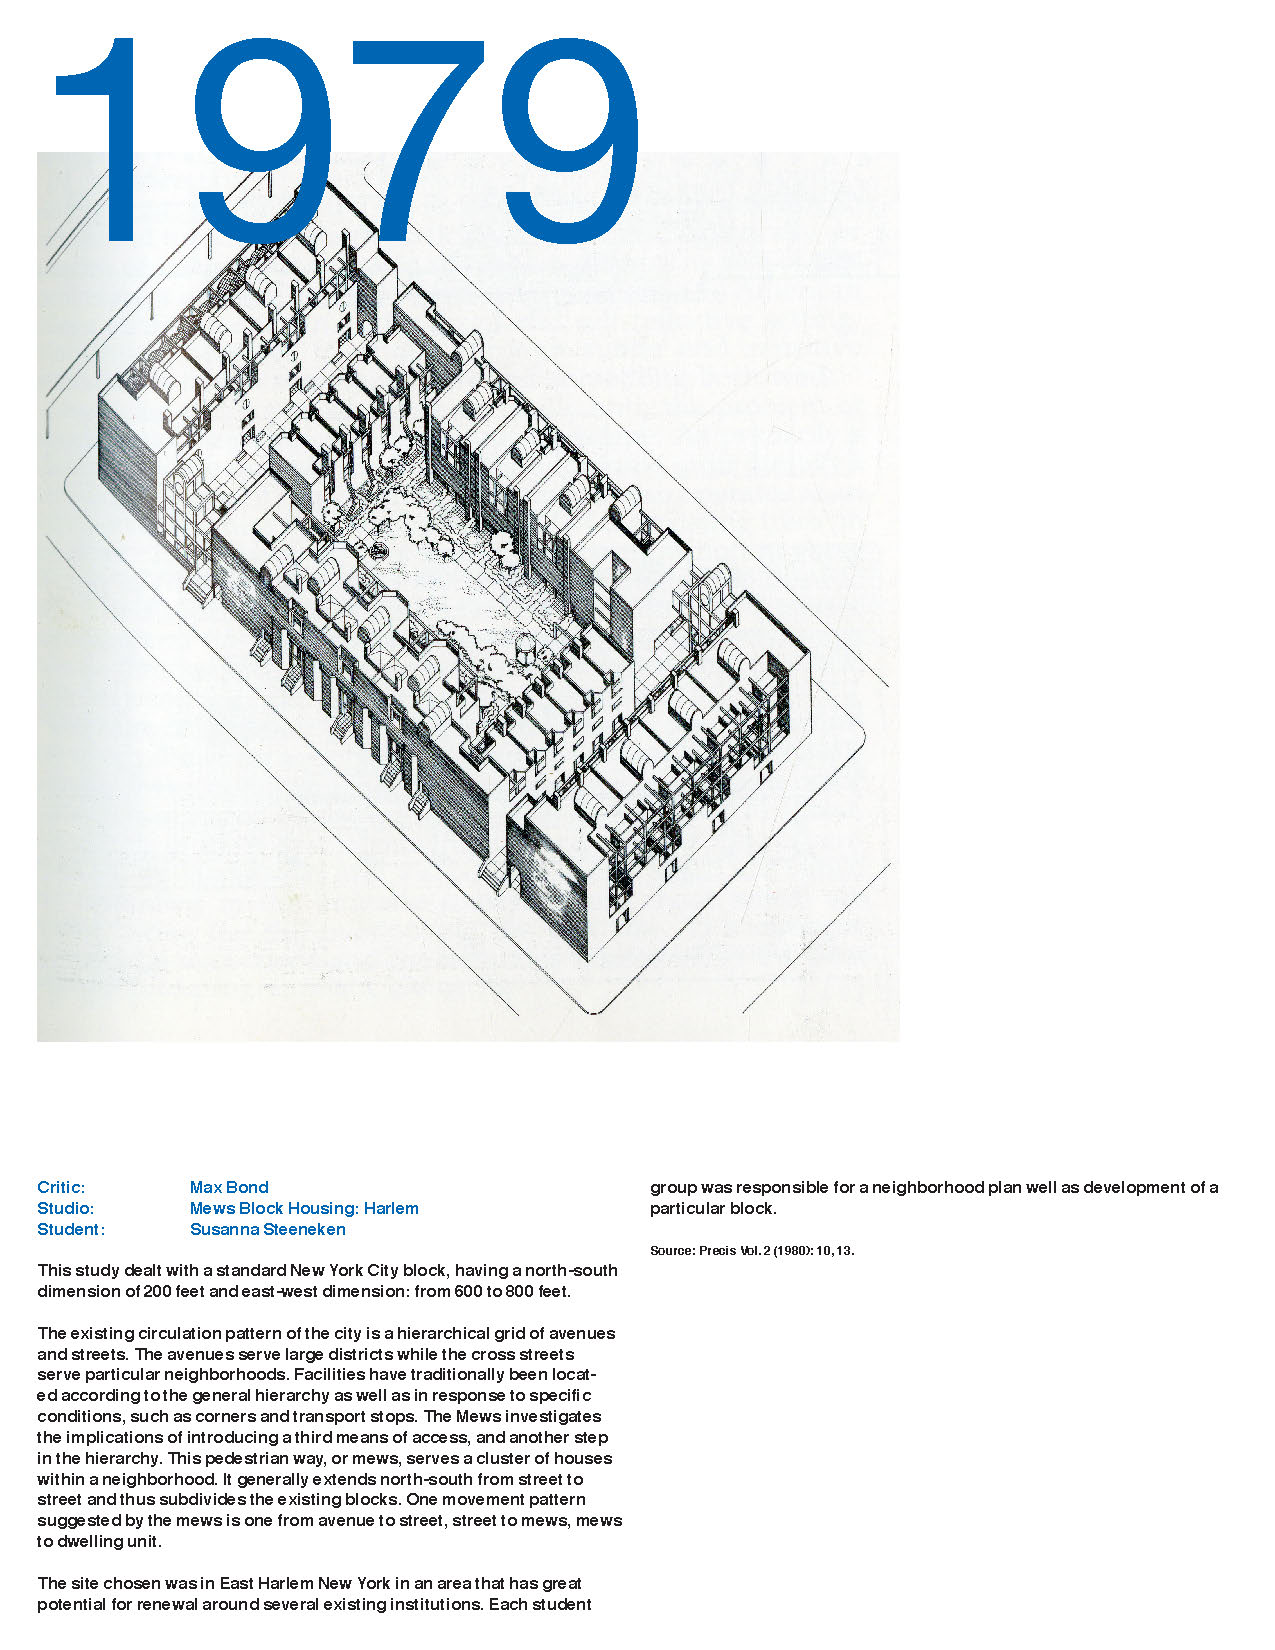 1979
Critic: Max Bond
Studio: Mews Block Housing: Harlem
Student: Susanna Steeneken
This study dealt with a standard New York City block, having a north-south
dimension of 200 feet and east-west dimension: from 600 to 800 feet.
The existing circulation pattern of the city is a hierarchical grid of avenues
and streets. The avenues serve large districts while the cross streets
serve particular neighborhoods. Facilities have traditionally been locat-
ed according to the general hierarchy as well as in response to specific
conditions, such as corners and transport stops. The Mews investigates
the implications of introducing a third means of access, and another step
in the hierarchy. This pedestrian way, or mews, serves a cluster of houses
within a neighborhood. It generally extends north-south from street to
street and thus subdivides the existing blocks. One movement pattern
suggested by the mews is one from avenue to street, street to mews, mews
to dwelling unit.
The site chosen was in East Harlem New York in an area that has great
potential for renewal around several existing institutions. Each student
group was responsible for a neighborhood plan well as development of a
particular block.
Source: Precis Vol. 2 (1980): 10, 13.